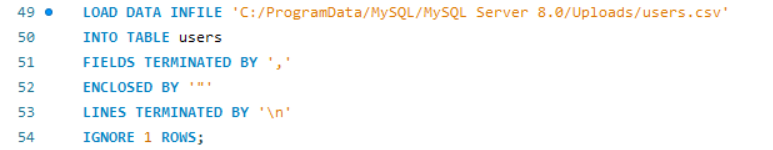 49 ● LOAD DATA INFILE 'C:/ProgramData/MySQL/MySQL Server 8.0/Uploads/users.csv'
50 INTO TABLE users
51 FIELDS TERMINATED BY ','
52 ENCLOSED BY '"'
53 LINES TERMINATED BY '\n'
54 IGNORE 1 ROWS;